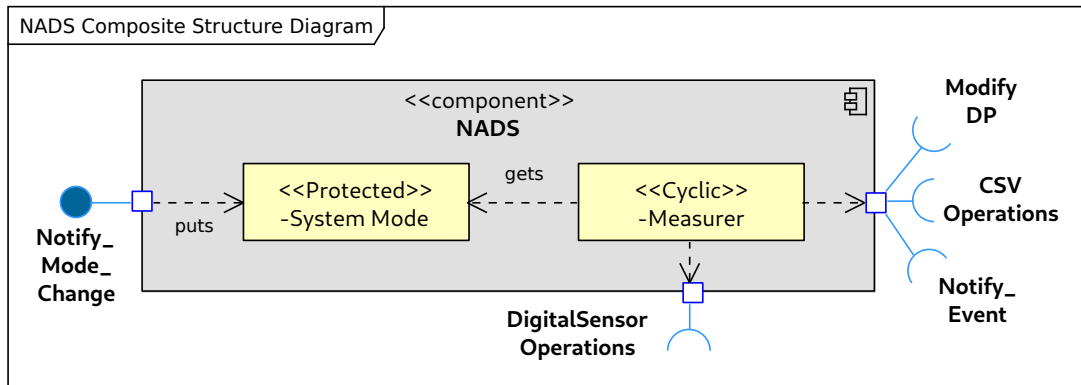 NADS Composite Structure Diagram
<<component>>
NADS
Modify
DP
<<Protected>>
-System Mode
gets
<<Cyclic>>
-Measurer
CSV
Operations
puts
Notify_
Mode_
Change
Notify_
Event
DigitalSensor
Operations